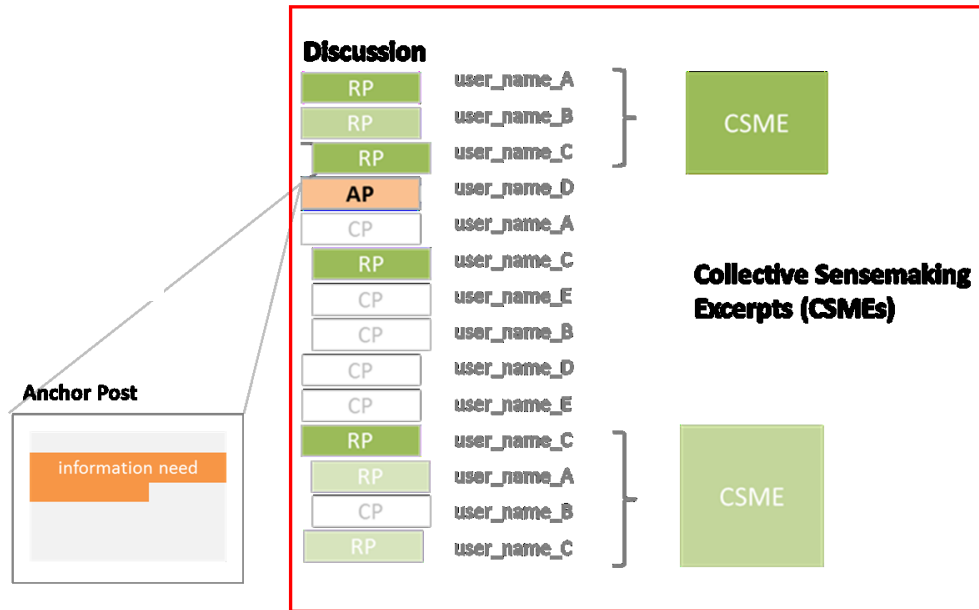 Discussion
RP user_name_A
RP user_name_B
RP user_name_C
AP user_name_D
CP user_name_A
RP user_name_C
CP user_name_E
CP user_name_B
CP user_name_D
CP user_name_E
RP user_name_C
RP user_name_A
CP user_name_B
RP user_name_C
CSME
Collective Sensemaking
Excerpts (CSMEs)
CSME
Anchor Post
information need